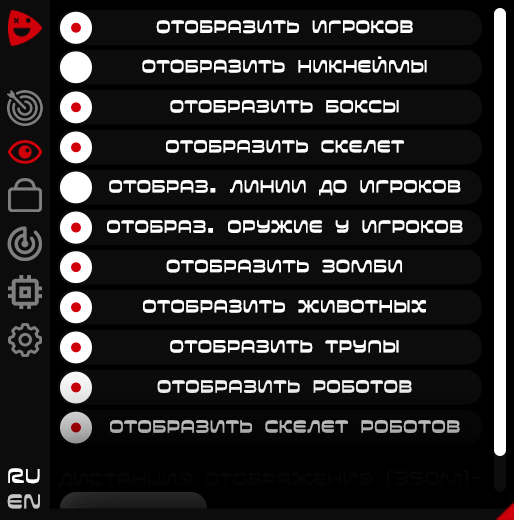 ОТОБРАЗИТЬ ИГРОКОВ
ОТОБРАЗИТЬ НИКНЕЙМЫ
ОТОБРАЗИТЬ БОКСЫ
ОТОБРАЗИТЬ СКЕЛЕТ
ОТОБРАЗ. ЛИНИИ ДО ИГРОКОВ
ОТОБРАЗ. ОРУЖИЕ У ИГРОКОВ
ОТОБРАЗИТЬ ЗОМБИ
ОТОБРАЗИТЬ ЖИВОТНЫХ
ОТОБРАЗИТЬ ТРУПЫ
ОТОБРАЗИТЬ РОБОТОВ
ОТОБРАЗИТЬ СКЕЛЕТ РОБОТОВ
ДИСТАНЦИЯ ОТОБРАЖЕНИЯ (350М)-
RU
EN